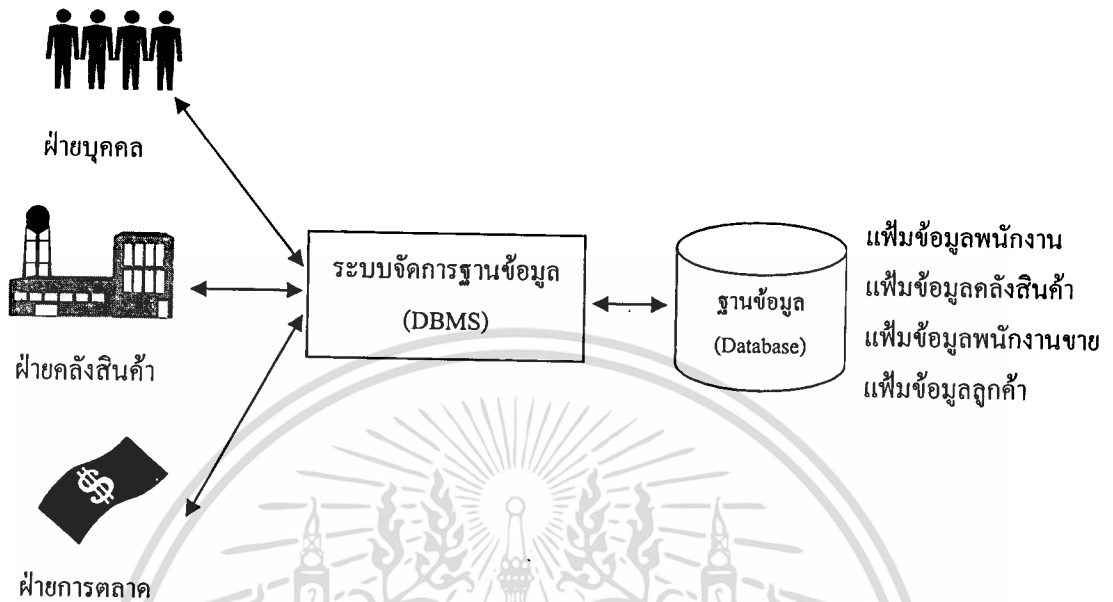 ฝ่ายบุคคล
ฝ่ายคลังสินค้า
$
ฝ่ายการตลาด
ระบบจัดการฐานข้อมูล
(DBMS)
ฐานข้อมูล
(Database)
แฟ้มข้อมูลพนักงาน
แฟ้มข้อมูลคลังสินค้า
แฟ้มข้อมูลพนักงานขาย
แฟ้มข้อมูลลูกค้า